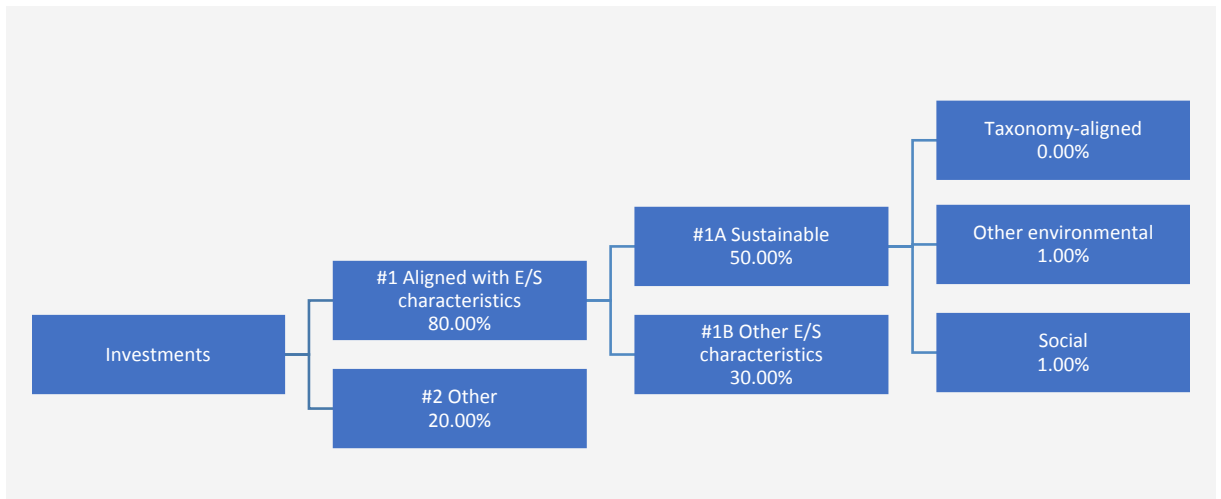 Investments
#1 Aligned with E/S
characteristics
80.00%
#2 Other
20.00%
#1A Sustainable
50.00%
#1B Other E/S
characteristics
30.00%
Taxonomy-aligned
0.00%
Other environmental
1.00%
Social
1.00%